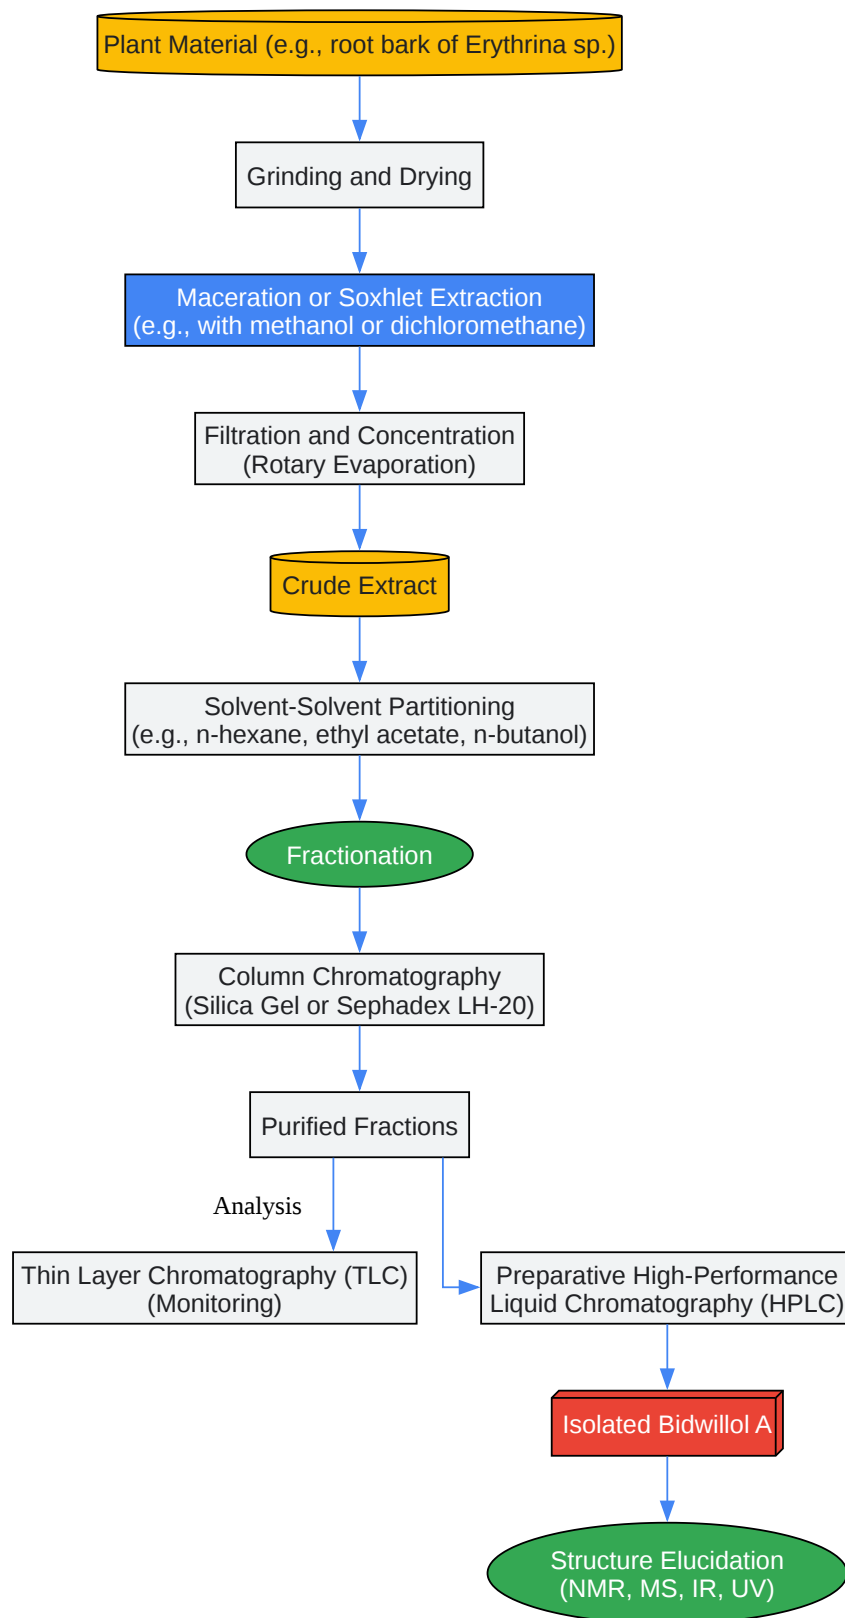 Plant Material (e.g., root bark of Erythrina sp.)
Grinding and Drying
Maceration or Soxhlet Extraction
(e.g., with methanol or dichloromethane)
Filtration and Concentration
(Rotary Evaporation)
Crude Extract
Solvent-Solvent Partitioning
(e.g., n-hexane, ethyl acetate, n-butanol)
Fractionation
Column Chromatography
(Silica Gel or Sephadex LH-20)
Purified Fractions
Analysis
Thin Layer Chromatography (TLC)
(Monitoring)
Preparative High-Performance
Liquid Chromatography (HPLC)
Isolated Bidwillol A
Structure Elucidation
(NMR, MS, IR, UV)